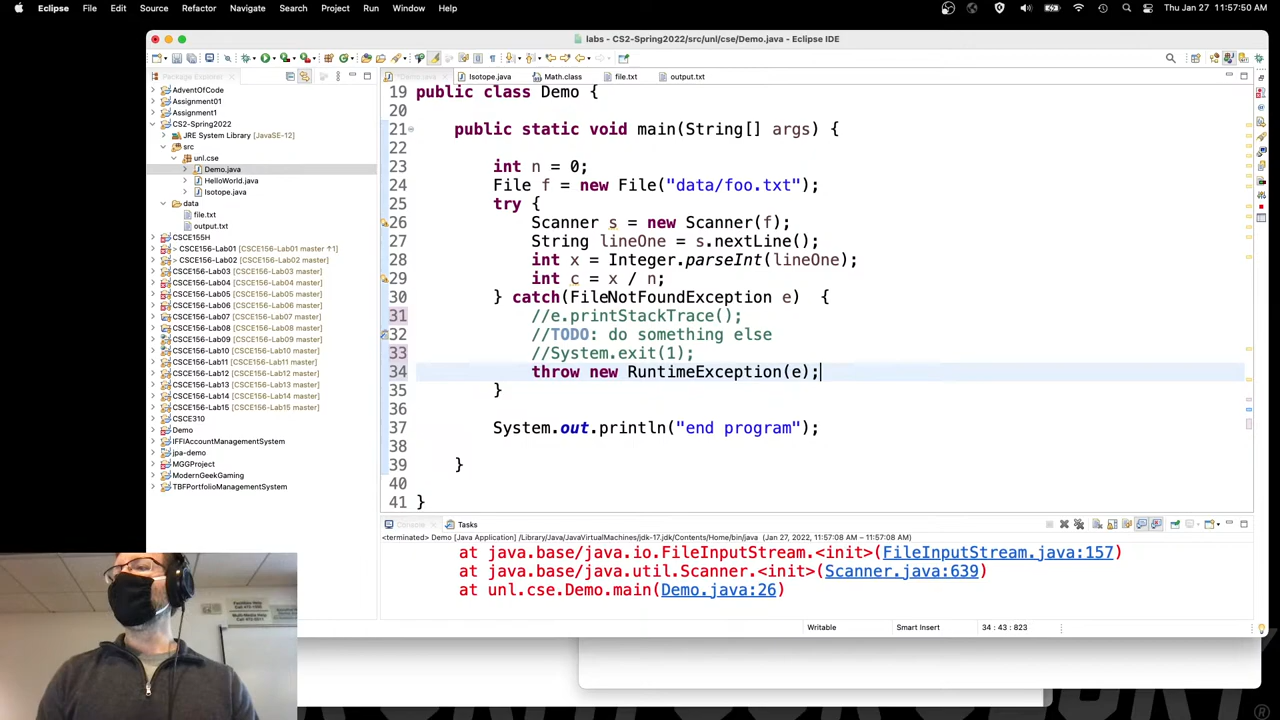 Eclipse File Edit Source Refactor Navigate Search Project Run Window Help Thu Jan 27 11:57:50 AM
labs - CS2-Spring2022/src/unl/cse/Demo.java - Eclipse IDE
Package Explorer
AdventOfCode
Assignment01
Assignment1
CS2-Spring2022
JRE System Library [JavaSE-12]
src
unl.cse
Demo.java
HelloWorld.java
Isotope.java
data
file.txt
output.txt
CSCE155H
> CSCE156-Lab01 [CSCE156-Lab01 master ↑1]
> CSCE156-Lab02 [CSCE156-Lab02 master]
CSCE156-Lab03 [CSCE156-Lab03 master]
CSCE156-Lab04 [CSCE156-Lab04 master]
CSCE156-Lab05 [CSCE156-Lab05 master]
CSCE156-Lab06 [CSCE156-Lab06 master]
CSCE156-Lab07 [CSCE156-Lab07 master]
CSCE156-Lab08 [CSCE156-Lab08 master]
CSCE156-Lab09 [CSCE156-Lab09 master]
CSCE156-Lab10 [CSCE156-Lab10 master]
CSCE156-Lab11 [CSCE156-Lab11 master]
CSCE156-Lab12 [CSCE156-Lab12 master]
CSCE156-Lab13 [CSCE156-Lab13 master]
CSCE156-Lab14 [CSCE156-Lab14 master]
CSCE156-Lab15 [CSCE156-Lab15 master]
CSCE310
Demo
IFFIAccountManagementSystem
jpa-demo
MGGProject
ModernGeekGaming
TBFPortfolioManagementSystem
*Demo.java Isotope.java Math.class file.txt output.txt
19 public class Demo {
20
21 public static void main(String[] args) {
22
23 int n = 0;
24 File f = new File("data/foo.txt");
25 try {
26 Scanner s = new Scanner(f);
27 String lineOne = s.nextLine();
28 int x = Integer.parseInt(lineOne);
29 int c = x / n;
30 } catch(FileNotFoundException e) {
31 //e.printStackTrace();
32 //TODO: do something else
33 //System.exit(1);
34 throw new RuntimeException(e);
35 }
36
37 System.out.println("end program");
38
39 }
40
41 }
Console Tasks
<terminated> Demo [Java Application] /Library/Java/JavaVirtualMachines/jdk-17.jdk/Contents/Home/bin/java (Jan 27, 2022, 11:57:08 AM – 11:57:08 AM)
at java.base/java.io.FileInputStream.<init>(FileInputStream.java:157)
at java.base/java.util.Scanner.<init>(Scanner.java:639)
at unl.cse.Demo.main(Demo.java:26)
Writable Smart Insert 34 : 43 : 823